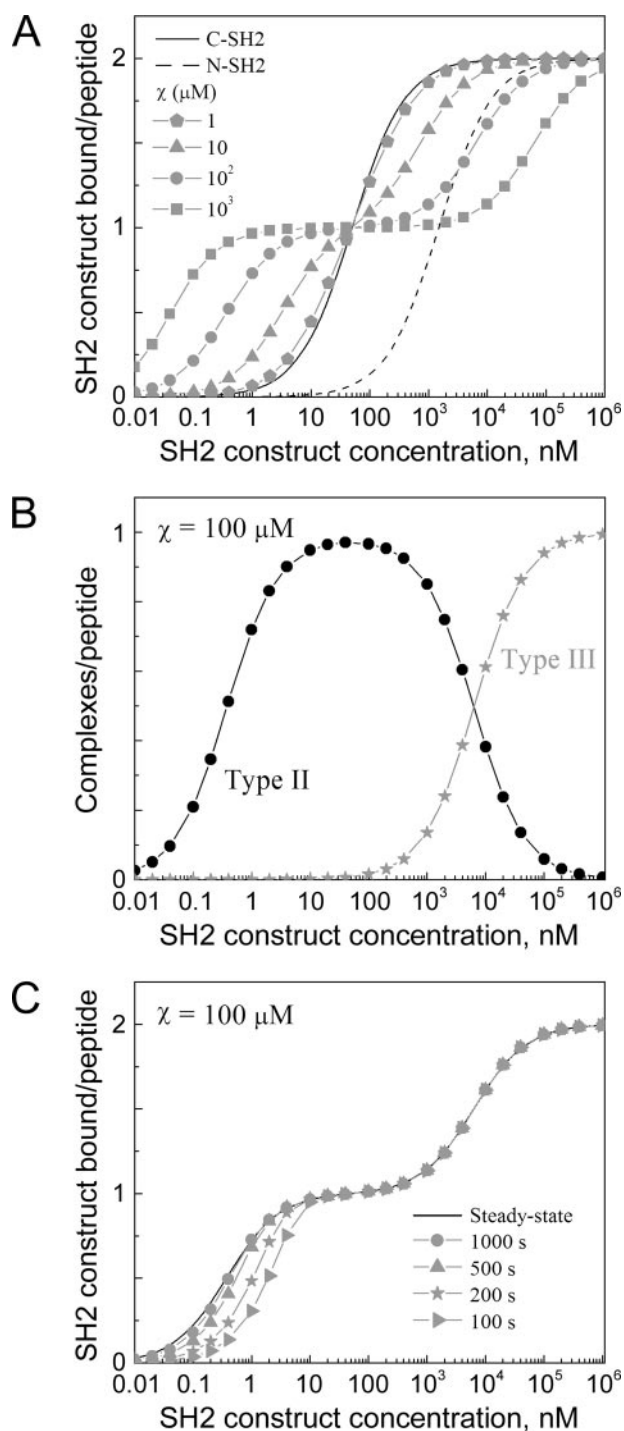 A
C-SH2
N-SH2
χ (μM)
1
10
10²
10³
2
1
0
SH2 construct bound/peptide
0.01 0.1 1 10 100 10³ 10⁴ 10⁵ 10⁶
SH2 construct concentration, nM
B
χ = 100 μM
1
0
Complexes/peptide
Type II
Type III
0.01 0.1 1 10 100 10³ 10⁴ 10⁵ 10⁶
SH2 construct concentration, nM
C
χ = 100 μM
2
1
0
SH2 construct bound/peptide
Steady-state
1000 s
500 s
200 s
100 s
0.01 0.1 1 10 100 10³ 10⁴ 10⁵ 10⁶
SH2 construct concentration, nM